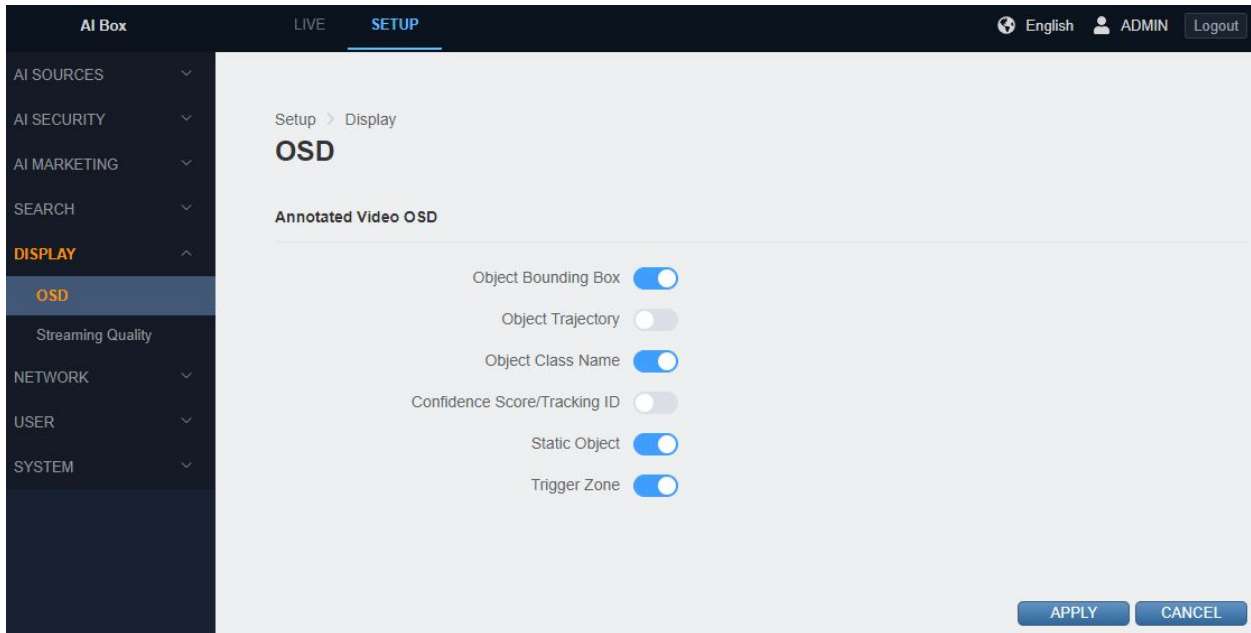 AI Box
LIVE
SETUP
English
ADMIN
Logout
AI SOURCES
AI SECURITY
AI MARKETING
SEARCH
DISPLAY
OSD
Streaming Quality
NETWORK
USER
SYSTEM
Setup > Display
OSD
Annotated Video OSD
Object Bounding Box
Object Trajectory
Object Class Name
Confidence Score/Tracking ID
Static Object
Trigger Zone
APPLY
CANCEL